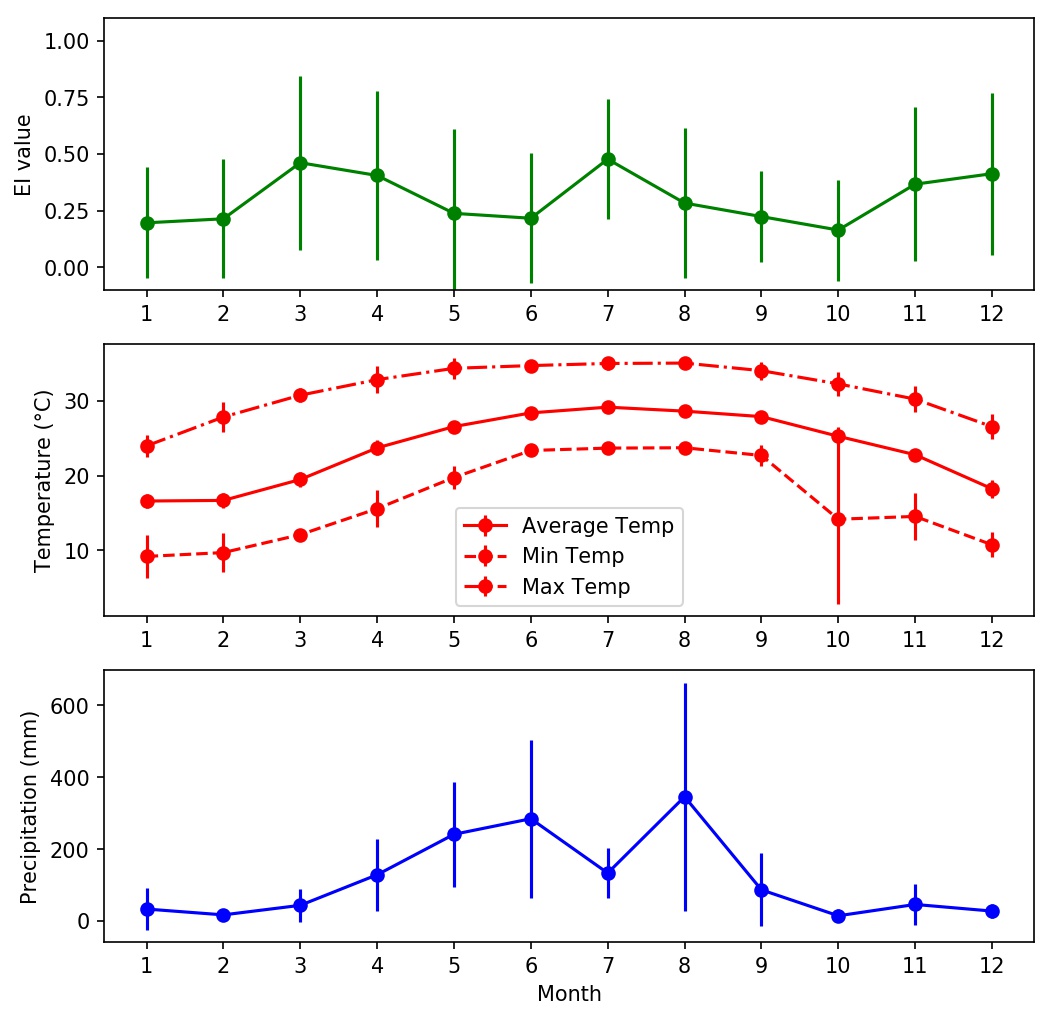 EI value
1.00
0.75
0.50
0.25
0.00
1 2 3 4 5 6 7 8 9 10 11 12
Temperature (°C)
30
20
10
Average Temp
Min Temp
Max Temp
1 2 3 4 5 6 7 8 9 10 11 12
Precipitation (mm)
600
400
200
0
1 2 3 4 5 6 7 8 9 10 11 12
Month